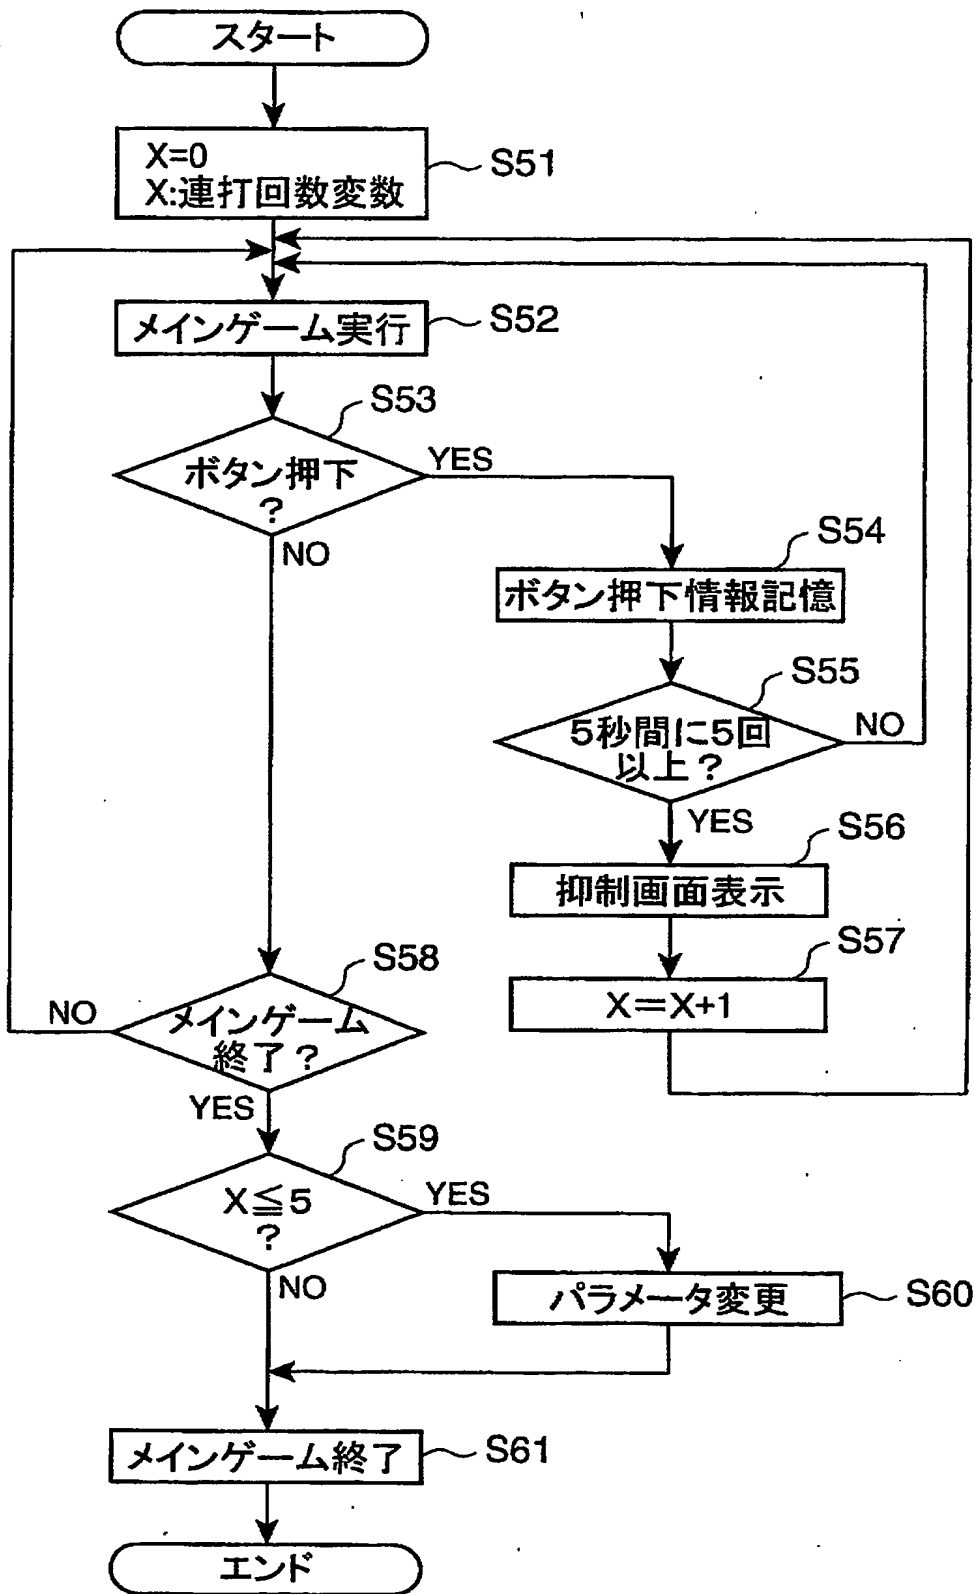 スタート
X=0
X:連打回数変数
S51
メインゲーム実行
S52
S53
ボタン押下
?
YES
NO
S54
ボタン押下情報記憶
S55
5秒間に5回
以上?
NO
YES
S56
抑制画面表示
S57
X=X+1
S58
メインゲーム
終了?
NO
YES
S59
X≦5
?
YES
NO
パラメータ変更
S60
メインゲーム終了
S61
エンド